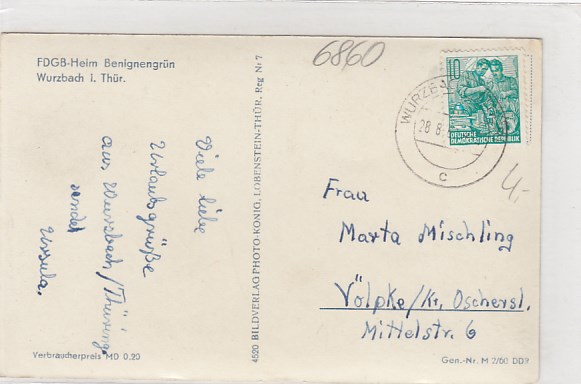 FDGB-Heim Benignengrün
Wurzbach i. Thür.
Viele liebe
Urlaubsgrüße
aus Wurzbach/Thüring.
sendet
Ursula.
Verbraucherpreis MD 0.20
4520 BILDVERLAG PHOTO-KÖNIG, LOBENSTEIN-THÜR. Reg Nr 7
6860
10
DEUTSCHE
DEMOKRATISCHE REPUBLIK
28 8
c
4,-
Frau
Marta Mischling
Völpke/Kr. Oschersl.
Mittelstr. 6
Gen.-Nr. M 2/60 DDR